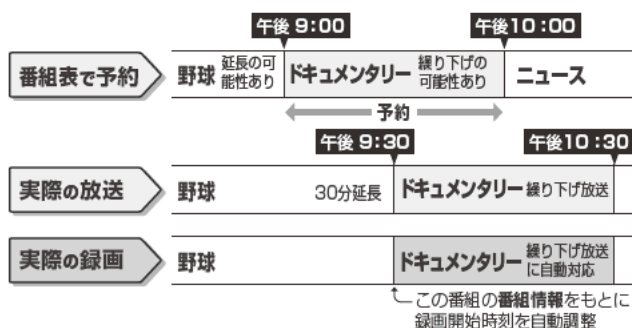 午後 9:00
午後10:00
番組表で予約
野球 延長の可能性あり
ドキュメンタリー 繰り下げの可能性あり
ニュース
予約
午後 9:30
午後10:30
実際の放送
野球
30分延長
ドキュメンタリー 繰り下げ放送
実際の録画
野球
ドキュメンタリー 繰り下げ放送に自動対応
この番組の番組情報をもとに
録画開始時刻を自動調整